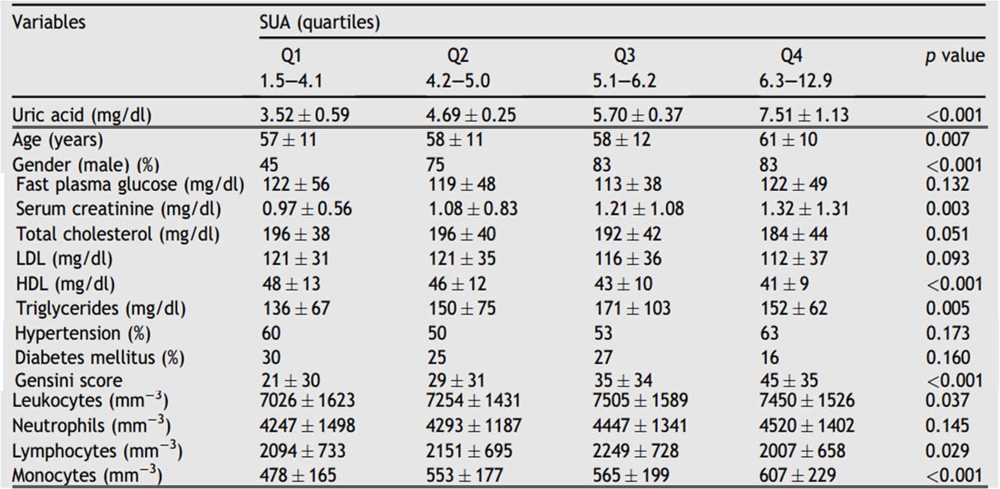 Variables SUA (quartiles)
Q1 Q2 Q3 Q4 p value
1.5–4.1 4.2–5.0 5.1–6.2 6.3–12.9
Uric acid (mg/dl) 3.52 ± 0.59 4.69 ± 0.25 5.70 ± 0.37 7.51 ± 1.13 <0.001
Age (years) 57 ± 11 58 ± 11 58 ± 12 61 ± 10 0.007
Gender (male) (%) 45 75 83 83 <0.001
Fast plasma glucose (mg/dl) 122 ± 56 119 ± 48 113 ± 38 122 ± 49 0.132
Serum creatinine (mg/dl) 0.97 ± 0.56 1.08 ± 0.83 1.21 ± 1.08 1.32 ± 1.31 0.003
Total cholesterol (mg/dl) 196 ± 38 196 ± 40 192 ± 42 184 ± 44 0.051
LDL (mg/dl) 121 ± 31 121 ± 35 116 ± 36 112 ± 37 0.093
HDL (mg/dl) 48 ± 13 46 ± 12 43 ± 10 41 ± 9 <0.001
Triglycerides (mg/dl) 136 ± 67 150 ± 75 171 ± 103 152 ± 62 0.005
Hypertension (%) 60 50 53 63 0.173
Diabetes mellitus (%) 30 25 27 16 0.160
Gensini score 21 ± 30 29 ± 31 35 ± 34 45 ± 35 <0.001
Leukocytes (mm⁻³) 7026 ± 1623 7254 ± 1431 7505 ± 1589 7450 ± 1526 0.037
Neutrophils (mm⁻³) 4247 ± 1498 4293 ± 1187 4447 ± 1341 4520 ± 1402 0.145
Lymphocytes (mm⁻³) 2094 ± 733 2151 ± 695 2249 ± 728 2007 ± 658 0.029
Monocytes (mm⁻³) 478 ± 165 553 ± 177 565 ± 199 607 ± 229 <0.001